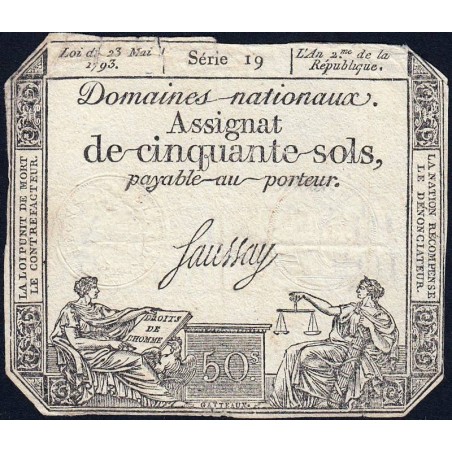 Loi du 23 Mai
1793.
Série 19
L'An 2.me de la
République.
Domaines nationaux.
Assignat
de cinquante sols,
payable au porteur.
LA LOI PUNIT DE MORT
LE CONTREFACTEUR.
LA NATION RÉCOMPENSE
LE DÉNONCIATEUR.
Saussay
DROITS
DE
L'HOMME
50s
GATTEAUX